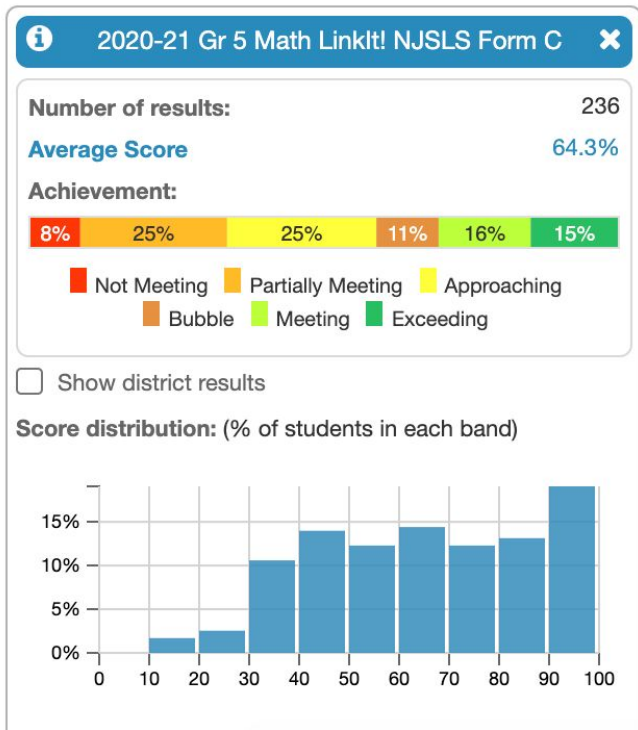 2020-21 Gr 5 Math LinkIt! NJSLS Form C
Number of results: 236
Average Score 64.3%
Achievement:
8% 25% 25% 11% 16% 15%
Not Meeting Partially Meeting Approaching
Bubble Meeting Exceeding
Show district results
Score distribution: (% of students in each band)
15%
10%
5%
0%
0 10 20 30 40 50 60 70 80 90 100